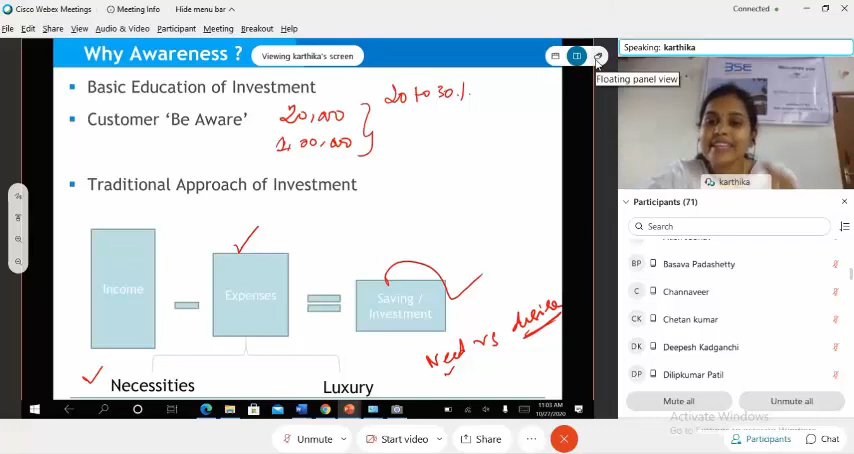 Cisco Webex Meetings
Meeting Info
Hide menu bar
Connected
File Edit Share View Audio & Video Participant Meeting Breakout Help
Why Awareness ?
Viewing karthika's screen
Floating panel view
Speaking: karthika
BSE
karthika
Basic Education of Investment
Customer 'Be Aware'
20,000
1,00,000
20 to 30%
Traditional Approach of Investment
Income
Expenses
Saving /
Investment
Need vs desire
Necessities
Luxury
11:03 AM
10/27/2020
Participants (71)
Search
BP Basava Padashetty
C Channaveer
CK Chetan kumar
DK Deepesh Kadganchi
DP Dilipkumar Patil
Mute all
Unmute all
Activate Windows
Unmute
Start video
Share
Participants
Chat